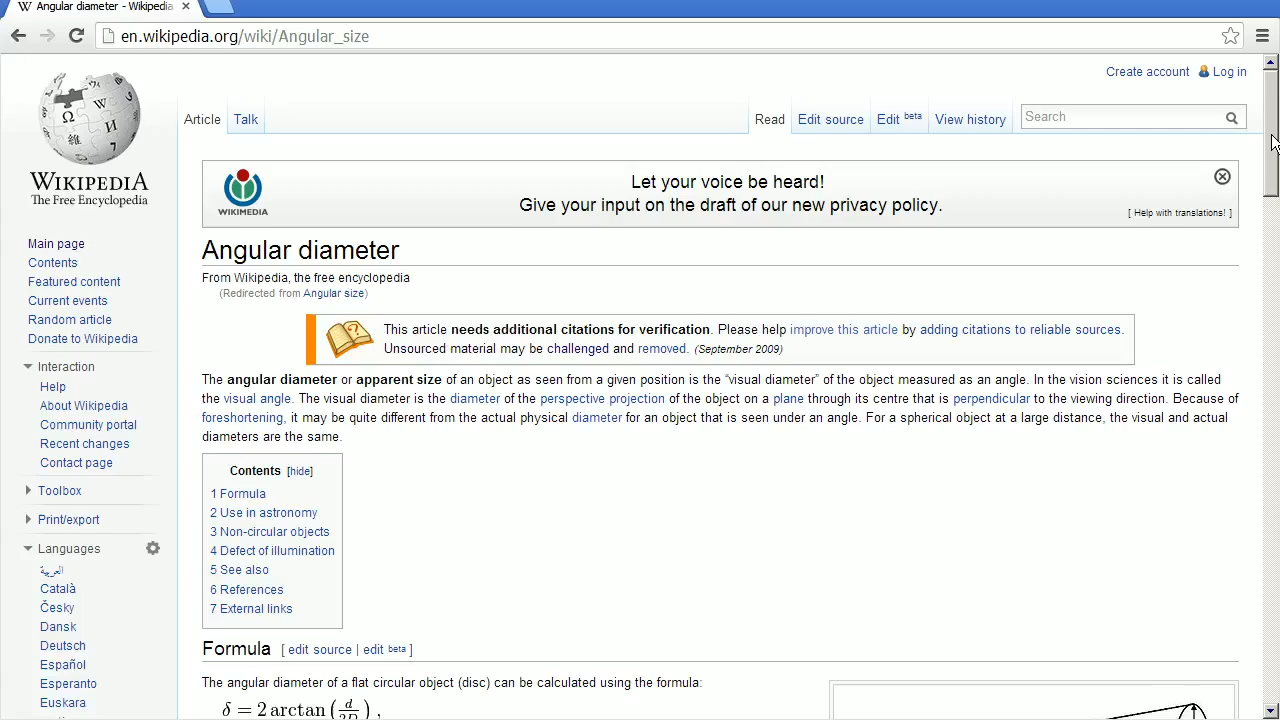 Angular diameter - Wikipedia
en.wikipedia.org/wiki/Angular_size
Create account Log in
WIKIPEDIA
The Free Encyclopedia
Article Talk Read Edit source Edit beta View history Search
WIKIMEDIA
Let your voice be heard!
Give your input on the draft of our new privacy policy.
[ Help with translations! ]
Main page
Contents
Featured content
Current events
Random article
Donate to Wikipedia
Interaction
Help
About Wikipedia
Community portal
Recent changes
Contact page
Toolbox
Print/export
Languages
العربية
Català
Česky
Dansk
Deutsch
Español
Esperanto
Euskara
Angular diameter
From Wikipedia, the free encyclopedia
(Redirected from Angular size)
This article needs additional citations for verification. Please help improve this article by adding citations to reliable sources.
Unsourced material may be challenged and removed. (September 2009)
The angular diameter or apparent size of an object as seen from a given position is the “visual diameter” of the object measured as an angle. In the vision sciences it is called
the visual angle. The visual diameter is the diameter of the perspective projection of the object on a plane through its centre that is perpendicular to the viewing direction. Because of
foreshortening, it may be quite different from the actual physical diameter for an object that is seen under an angle. For a spherical object at a large distance, the visual and actual
diameters are the same.
Contents [hide]
1 Formula
2 Use in astronomy
3 Non-circular objects
4 Defect of illumination
5 See also
6 References
7 External links
Formula [ edit source | edit beta ]
The angular diameter of a flat circular object (disc) can be calculated using the formula:
δ = 2 arctan (d/2D),